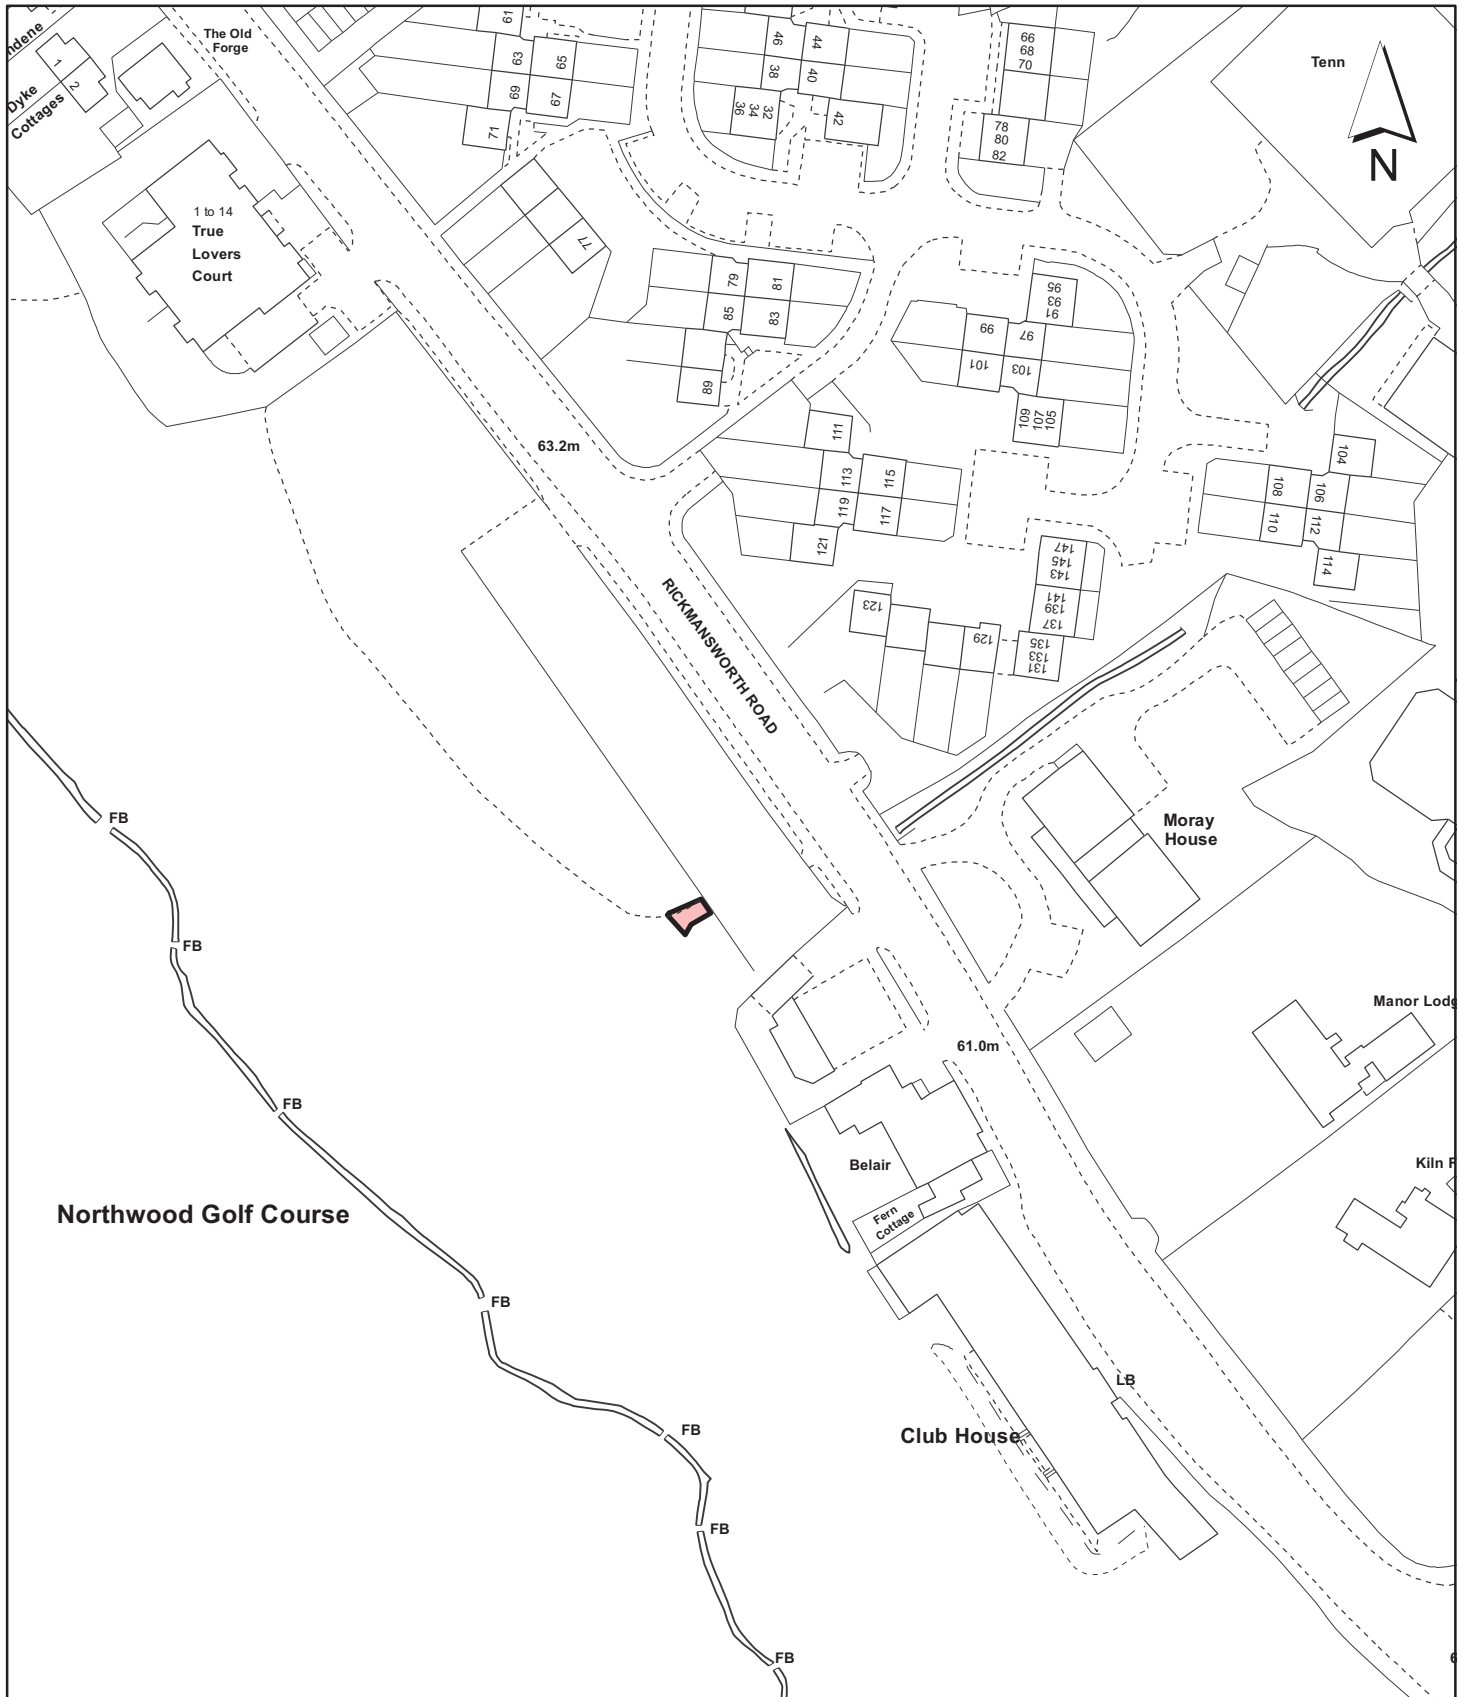 ndene
1
2
Dyke
Cottages
The Old
Forge
61
63
65
69
67
71
46
44
38
40
32
34
36
42
66
68
70
78
80
82
Tenn
N
1 to 14
True
Lovers
Court
77
79
81
85
83
89
95
93
91
99
97
101
103
109
107
105
63.2m
111
113
115
119
117
121
104
108
106
110
112
114
147
145
143
141
139
137
135
133
131
123
129
RICKMANSWORTH ROAD
FB
Moray
House
FB
Manor Lodg
61.0m
FB
Belair
Kiln F
Northwood Golf Course
Fern
Cottage
FB
LB
FB
Club House
FB
FB
6